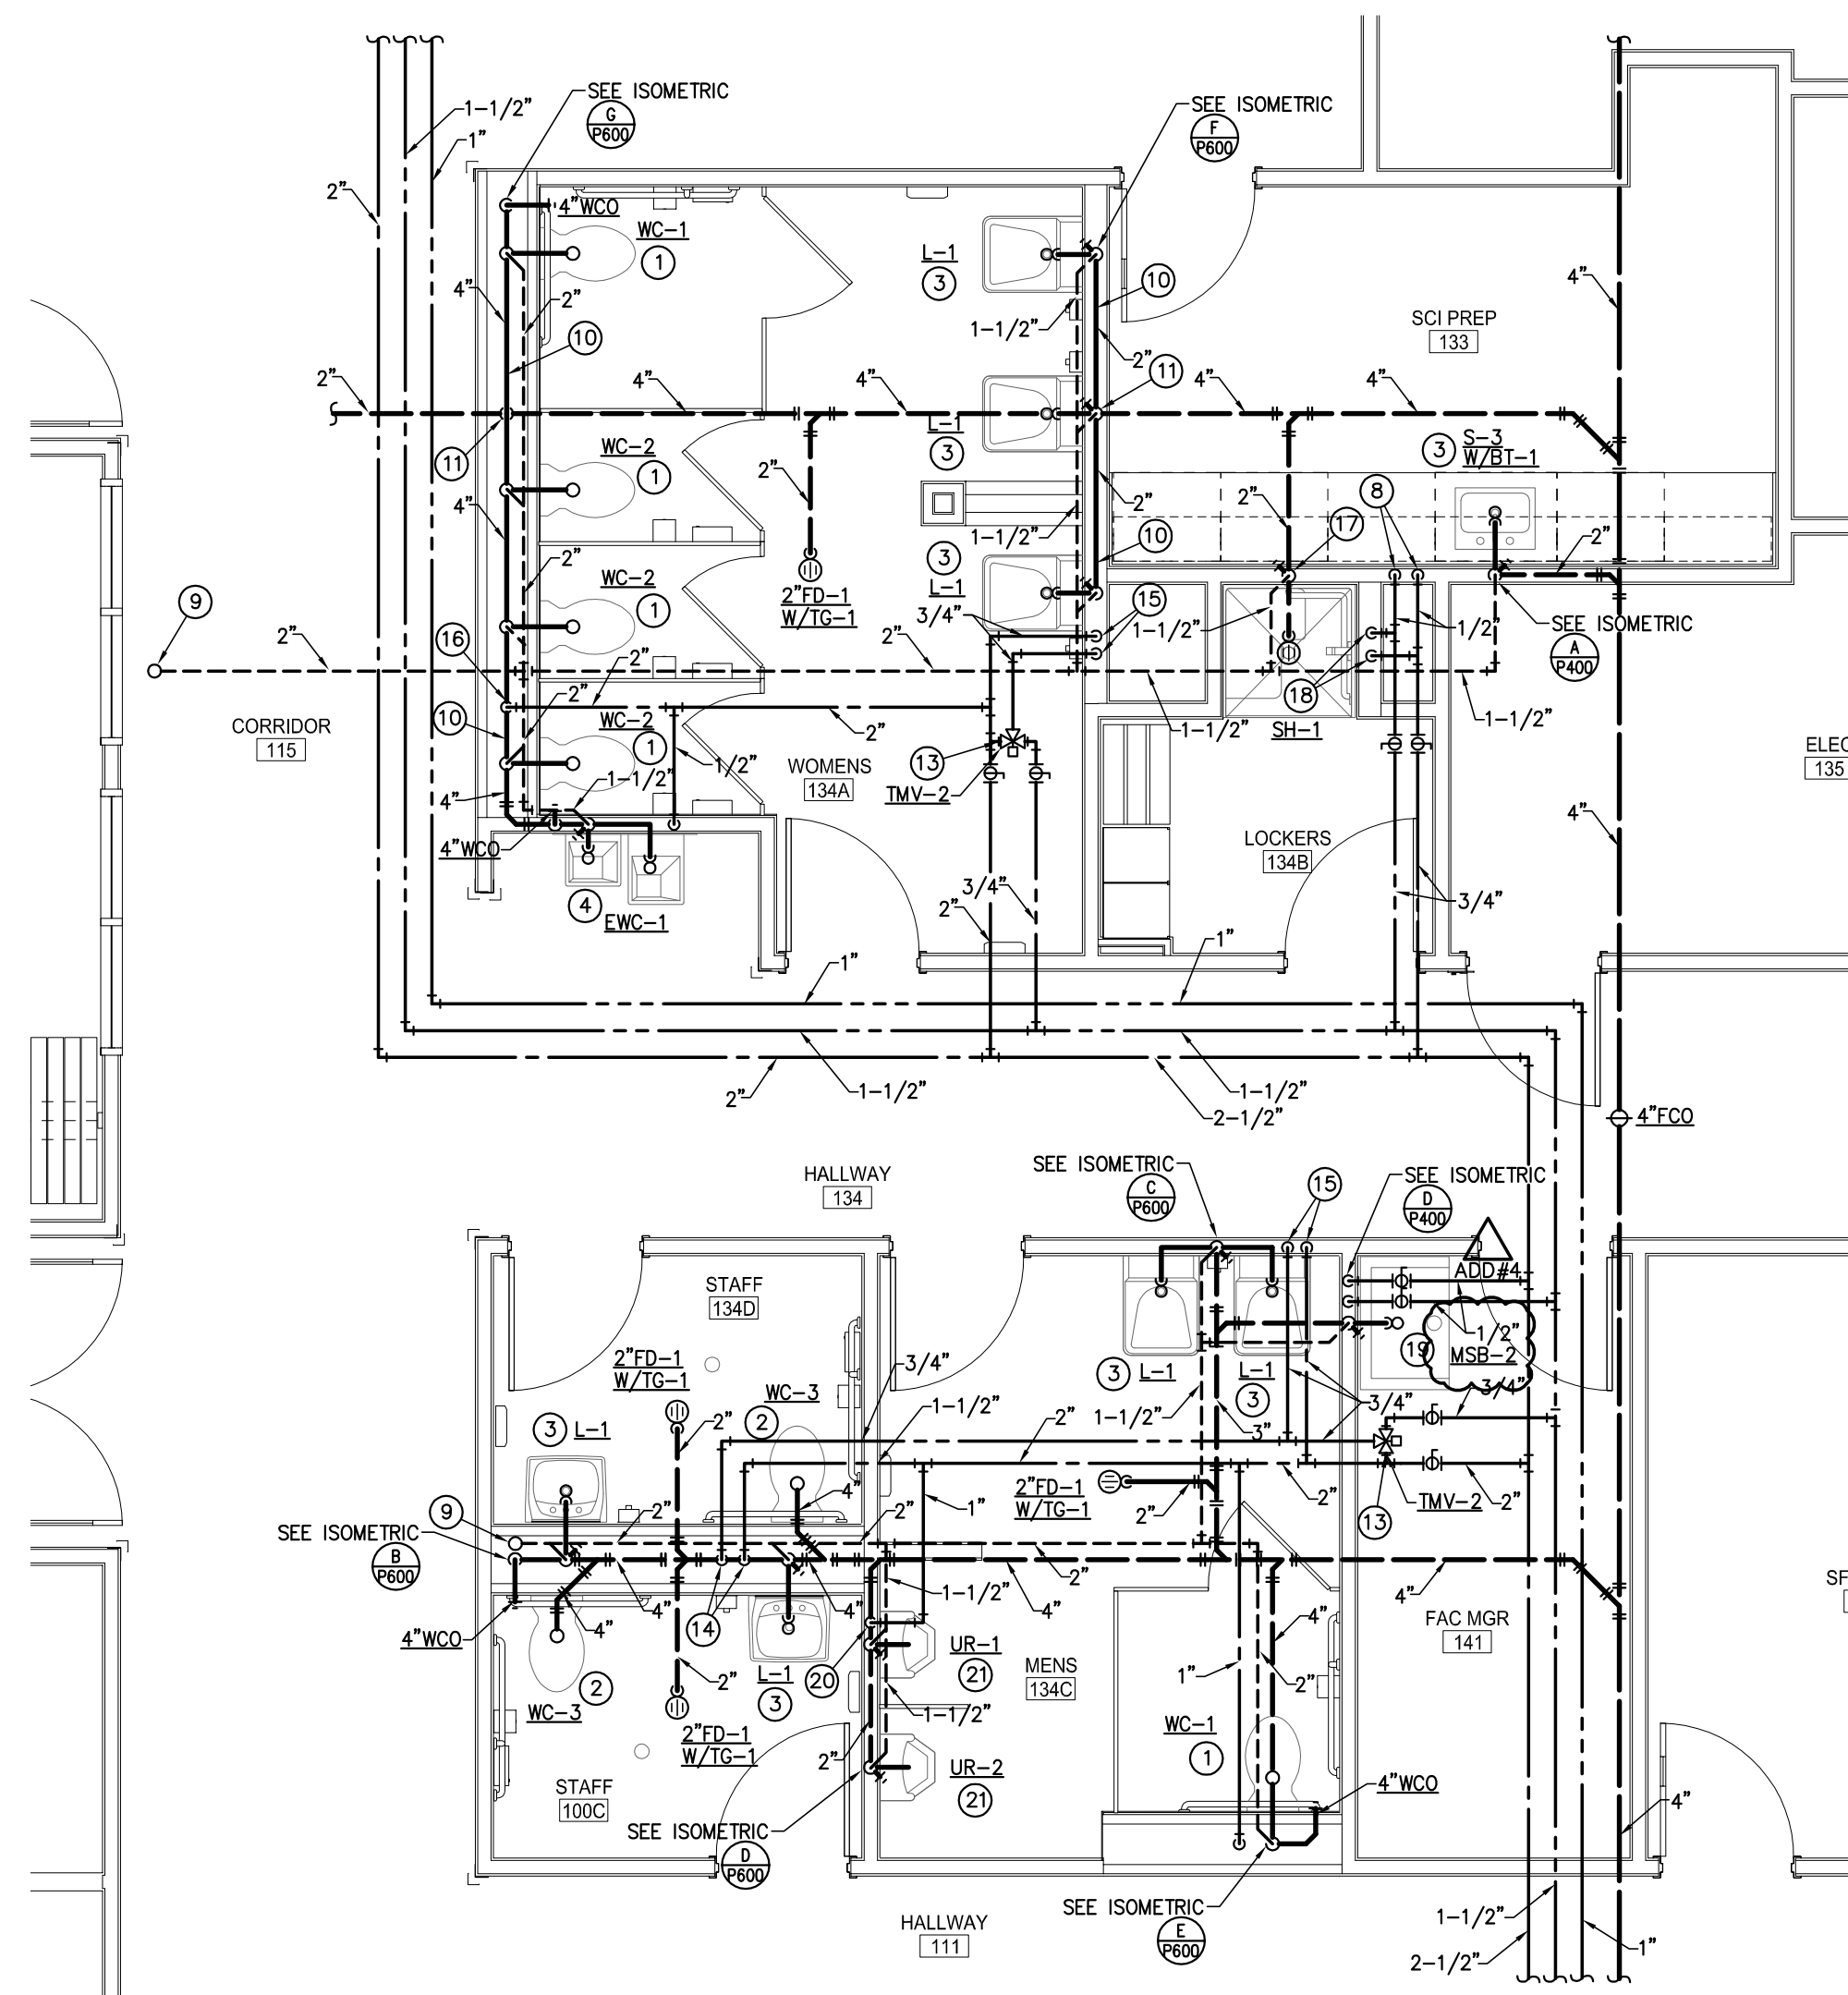 SEE ISOMETRIC
G
P600
1-1/2"
1"
2"
4"WCO
WC-1
1
4"
2"
10
SEE ISOMETRIC
F
P600
L-1
3
10
1-1/2"
2"
11
SCI PREP
133
4"
2"
4"
4"
4"
4"
L-1
3
11
WC-2
1
4"
2"
2"
1-1/2"
10
3
L-1
2"
17
8
3
S-3
W/BT-1
2"
2"
WC-2
1
2"FD-1
W/TG-1
3/4"
15
1-1/2"
1/2"
SEE ISOMETRIC
A
P400
9
2"
16
2"
2"
2"
18
1-1/2"
1-1/2"
SH-1
10
WC-2
1
2"
1/2"
1-1/2"
CORRIDOR
115
WOMENS
134A
13
TMV-2
ELEC
135
4"
4"
4"WCO
LOCKERS
134B
4
EWC-1
2"
3/4"
3/4"
1"
1"
2"
1-1/2"
1-1/2"
2-1/2"
4"FCO
HALLWAY
134
SEE ISOMETRIC
C
P600
15
SEE ISOMETRIC
D
P400
ADD#4
STAFF
134D
2"FD-1
W/TG-1
WC-3
2
3/4"
3
L-1
L-1
3
19
1/2"
MSB-2
3/4"
3 L-1
2"
1-1/2"
2"
1-1/2"
3"
3/4"
9
SEE ISOMETRIC
B
P600
2"
4"
2"
1"
2"FD-1
W/TG-1
2"
2"
2"
TMV-2
2"
13
4"WCO
4"
4"
14
4"
1-1/2"
4"
2"
4"
4"
FAC MGR
141
SF
2
WC-3
2"
L-1
3
20
UR-1
21
MENS
134C
1"
2"
1-1/2"
WC-1
1
2"FD-1
W/TG-1
2"
UR-2
21
4"WCO
4"
STAFF
100C
SEE ISOMETRIC
D
P600
SEE ISOMETRIC
E
P600
HALLWAY
111
1-1/2"
2-1/2"
1"